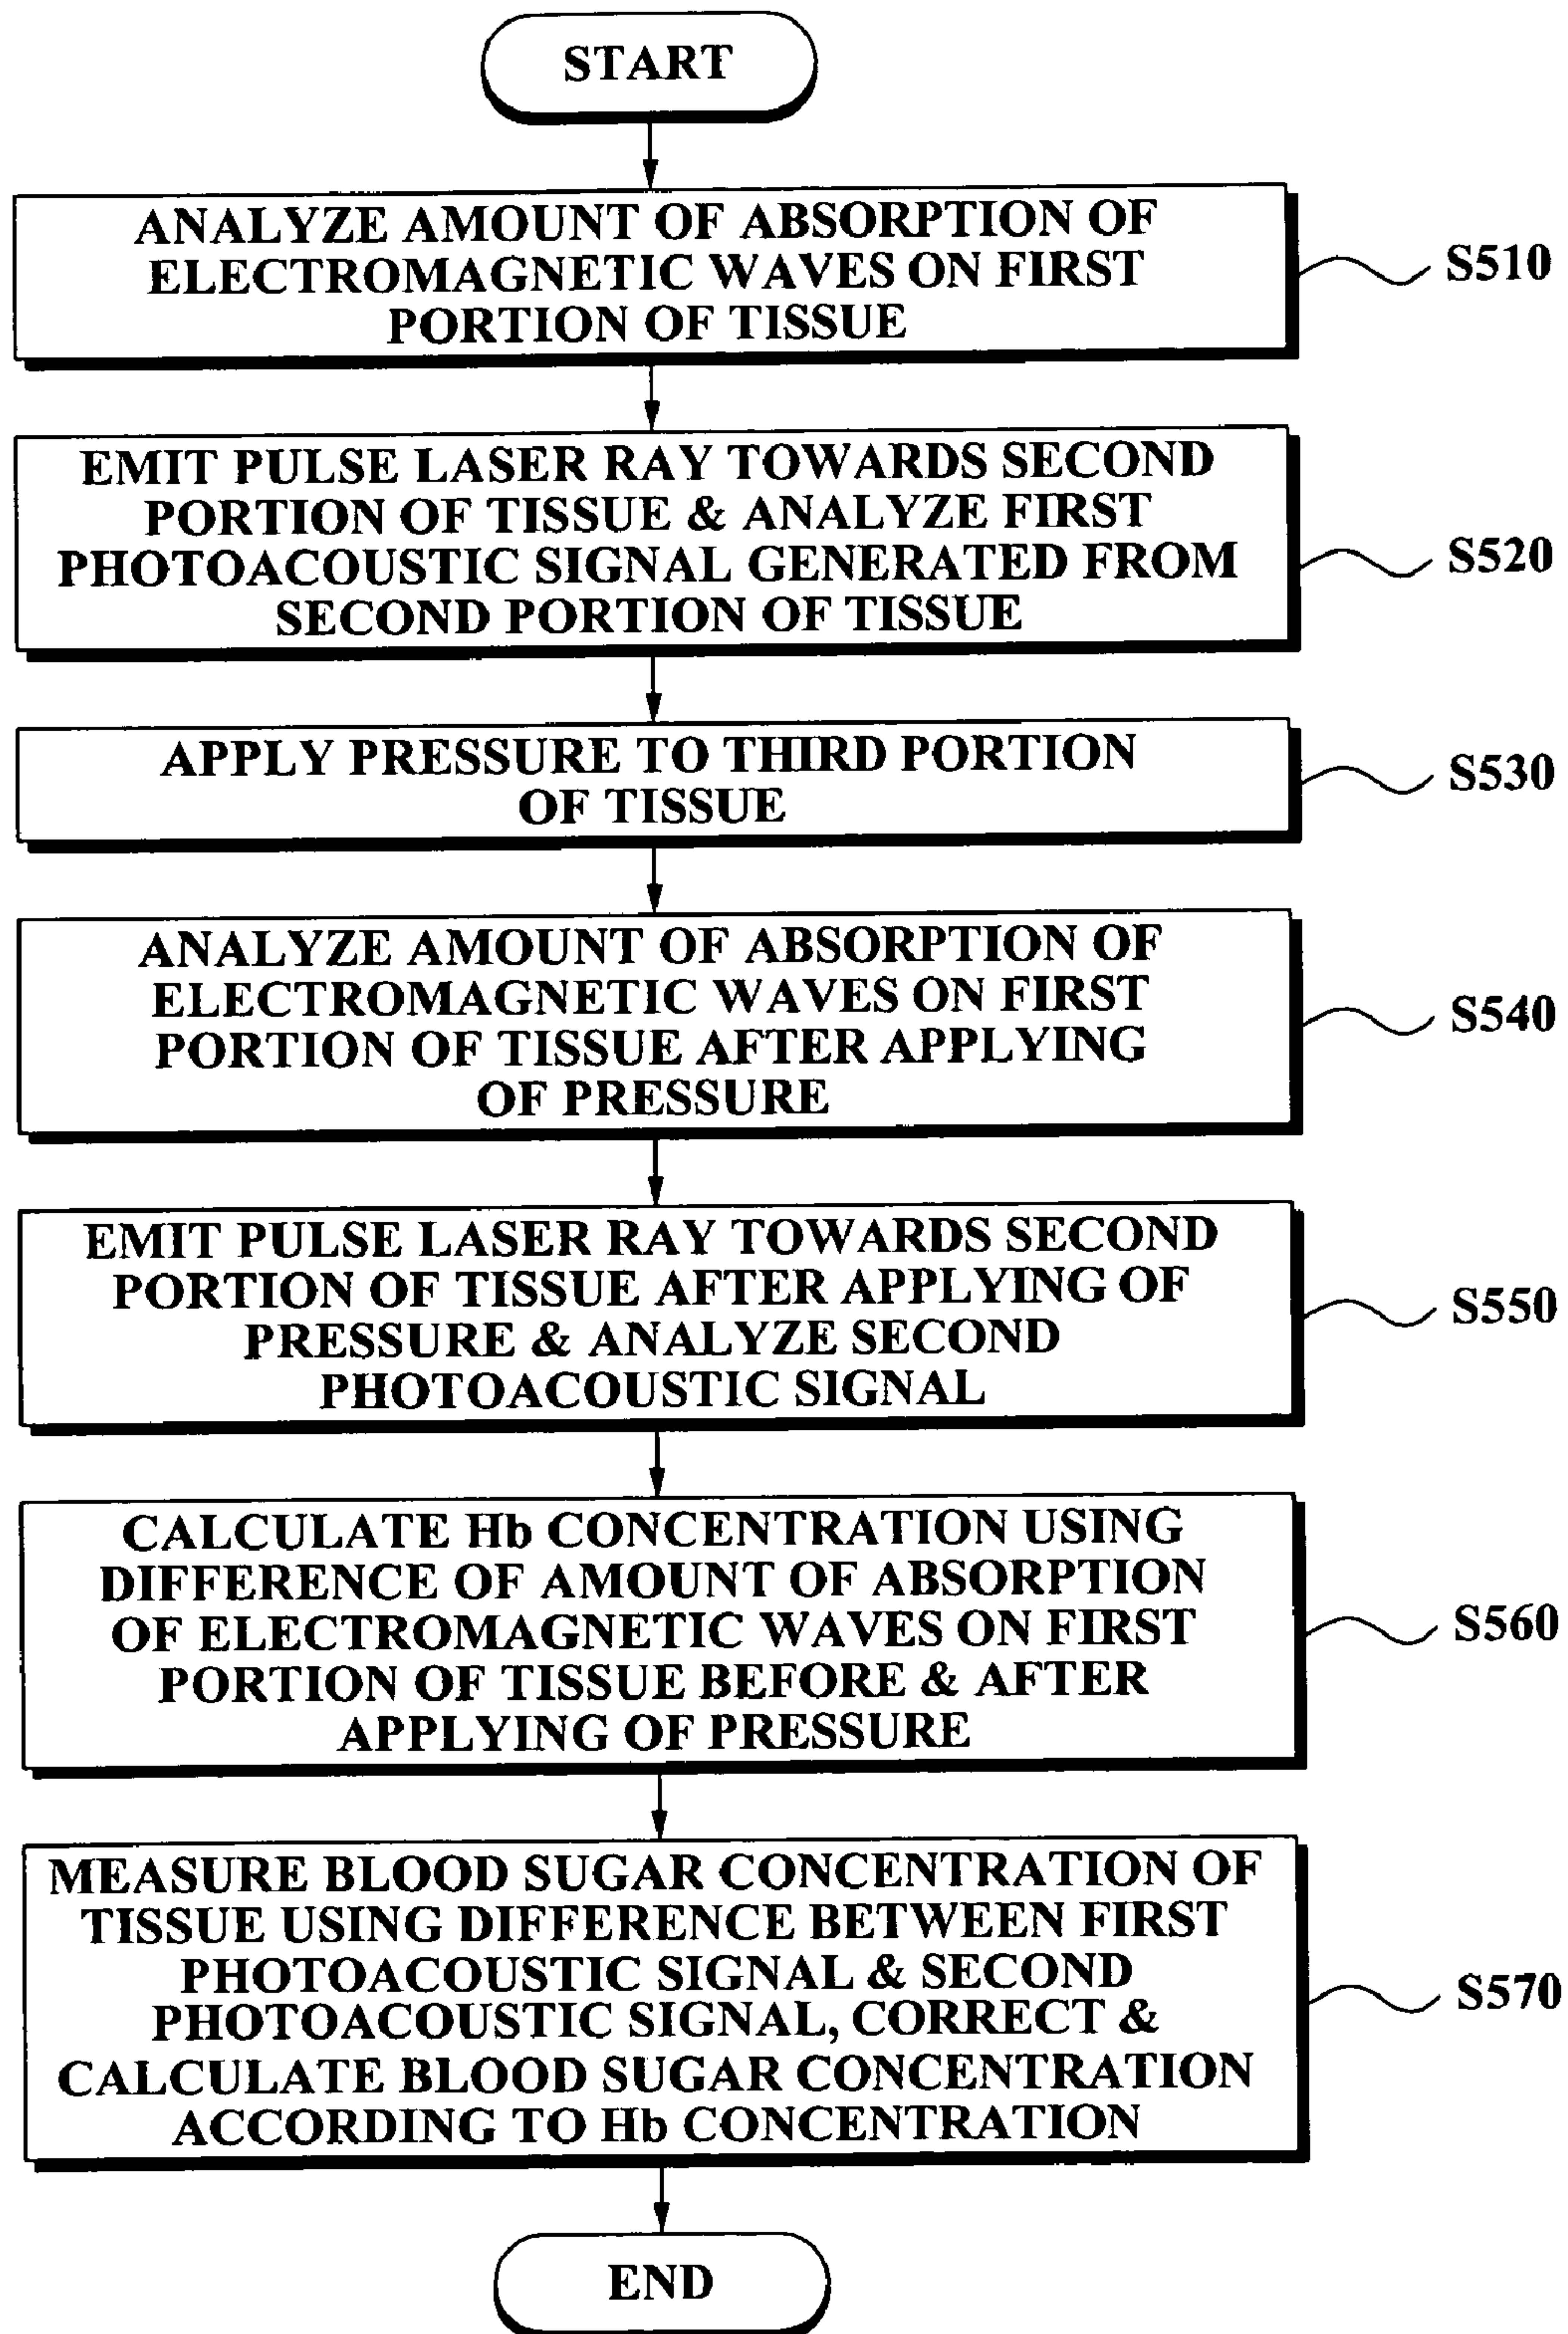 START
ANALYZE AMOUNT OF ABSORPTION OF
ELECTROMAGNETIC WAVES ON FIRST
PORTION OF TISSUE
S510
EMIT PULSE LASER RAY TOWARDS SECOND
PORTION OF TISSUE & ANALYZE FIRST
PHOTOACOUSTIC SIGNAL GENERATED FROM
SECOND PORTION OF TISSUE
S520
APPLY PRESSURE TO THIRD PORTION
OF TISSUE
S530
ANALYZE AMOUNT OF ABSORPTION OF
ELECTROMAGNETIC WAVES ON FIRST
PORTION OF TISSUE AFTER APPLYING
OF PRESSURE
S540
EMIT PULSE LASER RAY TOWARDS SECOND
PORTION OF TISSUE AFTER APPLYING OF
PRESSURE & ANALYZE SECOND
PHOTOACOUSTIC SIGNAL
S550
CALCULATE Hb CONCENTRATION USING
DIFFERENCE OF AMOUNT OF ABSORPTION
OF ELECTROMAGNETIC WAVES ON FIRST
PORTION OF TISSUE BEFORE & AFTER
APPLYING OF PRESSURE
S560
MEASURE BLOOD SUGAR CONCENTRATION OF
TISSUE USING DIFFERENCE BETWEEN FIRST
PHOTOACOUSTIC SIGNAL & SECOND
PHOTOACOUSTIC SIGNAL, CORRECT &
CALCULATE BLOOD SUGAR CONCENTRATION
ACCORDING TO Hb CONCENTRATION
S570
END